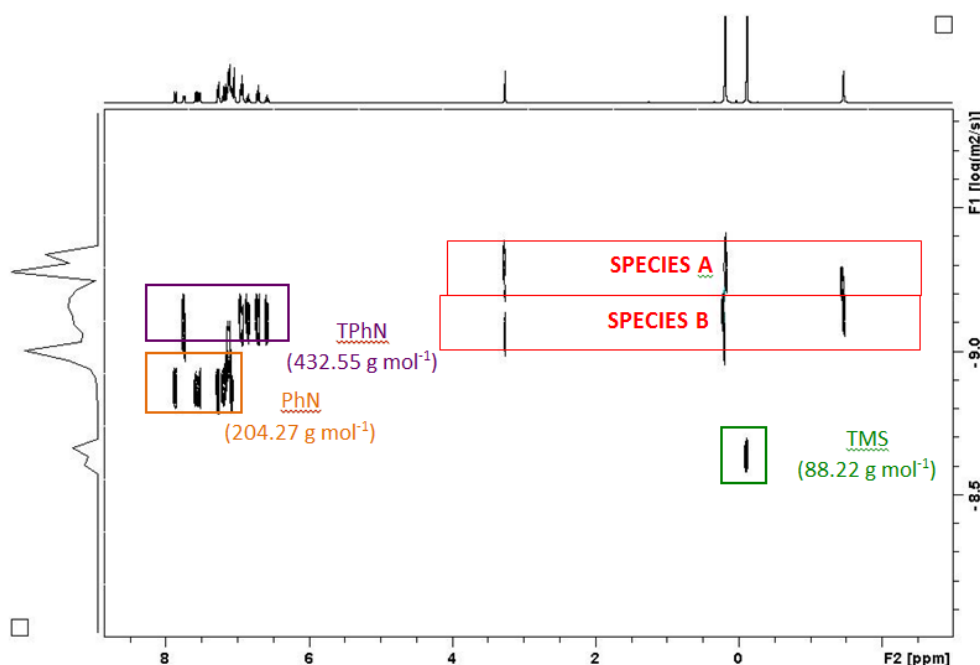 F1 [log(m2/s)]
SPECIES A
SPECIES B
TPhN
(432.55 g mol⁻¹)
-9.0
PhN
(204.27 g mol⁻¹)
TMS
(88.22 g mol⁻¹)
-8.5
8 6 4 2 0 F2 [ppm]